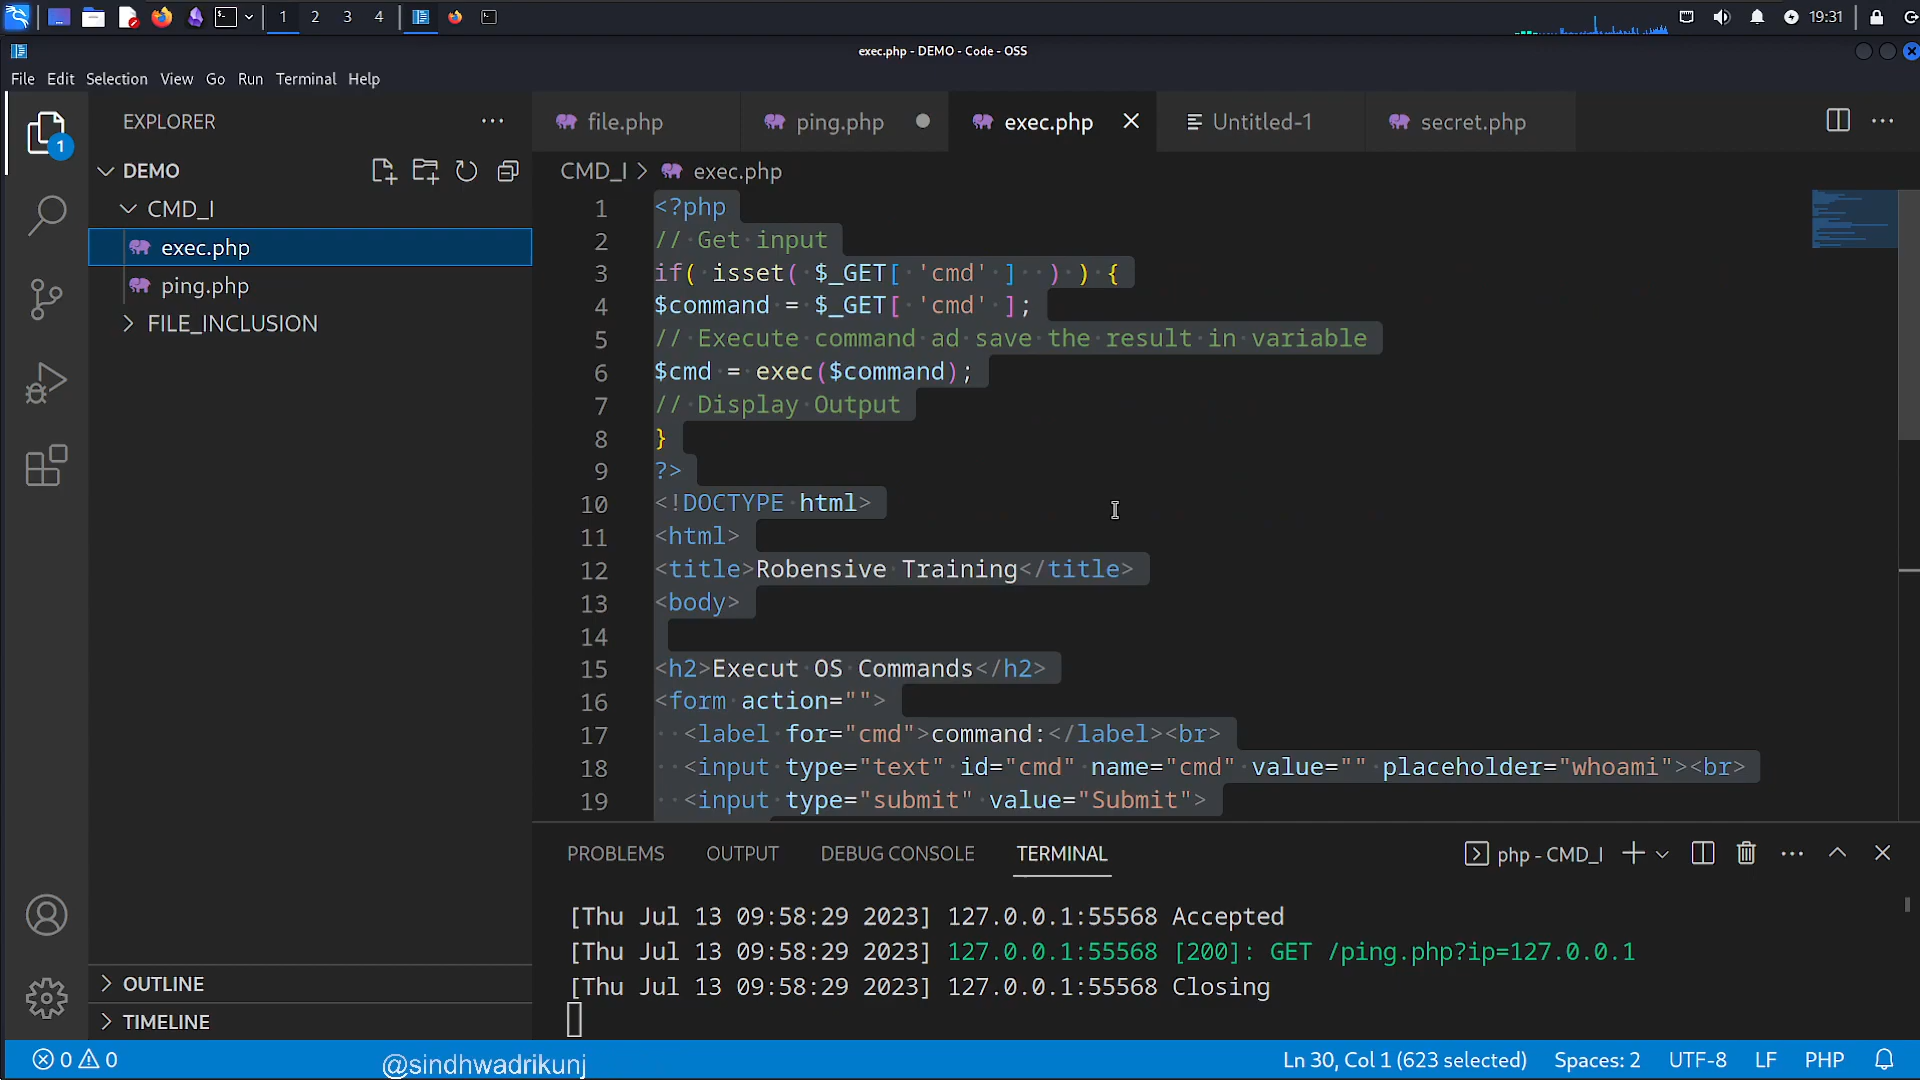 1 2 3 4
19:31
exec.php - DEMO - Code - OSS
File Edit Selection View Go Run Terminal Help
1
EXPLORER
DEMO
CMD_I
exec.php
ping.php
FILE_INCLUSION
OUTLINE
TIMELINE
file.php ping.php exec.php Untitled-1 secret.php
CMD_I > exec.php
1 <?php
2 // Get input
3 if( isset( $_GET[ 'cmd' ]  ) ) {
4 $command = $_GET[ 'cmd' ];
5 // Execute command ad save the result in variable
6 $cmd = exec($command);
7 // Display Output
8 }
9 ?>
10 <!DOCTYPE html>
11 <html>
12 <title>Robensive Training</title>
13 <body>
14
15 <h2>Execut OS Commands</h2>
16 <form action="">
17   <label for="cmd">command:</label><br>
18   <input type="text" id="cmd" name="cmd" value="" placeholder="whoami"><br>
19   <input type="submit" value="Submit">
PROBLEMS OUTPUT DEBUG CONSOLE TERMINAL
php - CMD_I
[Thu Jul 13 09:58:29 2023] 127.0.0.1:55568 Accepted
[Thu Jul 13 09:58:29 2023] 127.0.0.1:55568 [200]: GET /ping.php?ip=127.0.0.1
[Thu Jul 13 09:58:29 2023] 127.0.0.1:55568 Closing
0 0
@sindhwadrikunj
Ln 30, Col 1 (623 selected) Spaces: 2 UTF-8 LF PHP